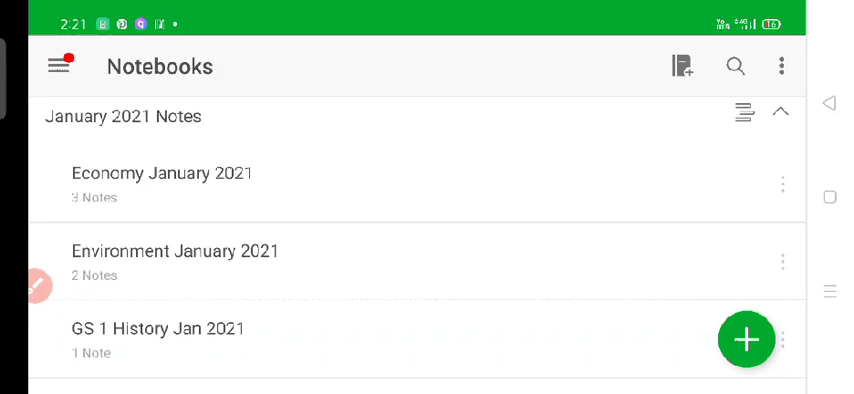 2:21
16
Notebooks
January 2021 Notes
Economy January 2021
3 Notes
Environment January 2021
2 Notes
GS 1 History Jan 2021
1 Note